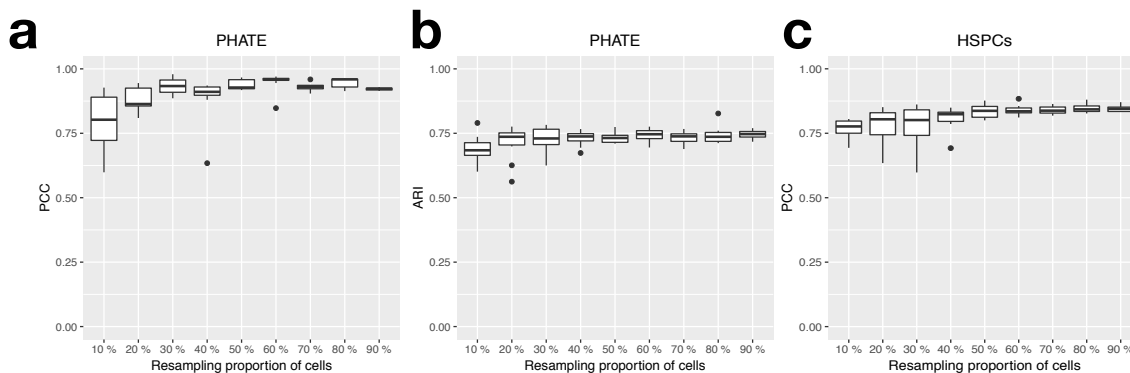 a
PHATE
PCC
1.00
0.75
0.50
0.25
0.00
10 % 20 % 30 % 40 % 50 % 60 % 70 % 80 % 90 %
Resampling proportion of cells
b
PHATE
ARI
1.00
0.75
0.50
0.25
0.00
10 % 20 % 30 % 40 % 50 % 60 % 70 % 80 % 90 %
Resampling proportion of cells
c
HSPCs
PCC
1.00
0.75
0.50
0.25
0.00
10 % 20 % 30 % 40 % 50 % 60 % 70 % 80 % 90 %
Resampling proportion of cells